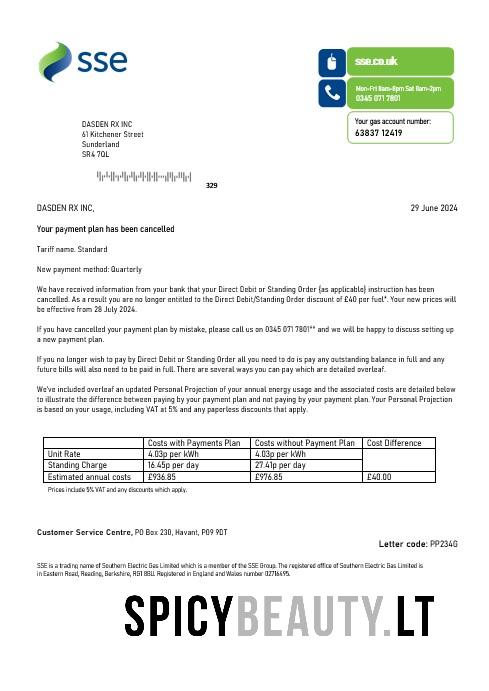 sse
sse.co.uk
Mon-Fri 8am-8pm Sat 8am-2pm
0345 071 7801
Your gas account number:
63837 12419
DASDEN RX INC
61 Kitchener Street
Sunderland
SR4 7QL
329
DASDEN RX INC,
29 June 2024
Your payment plan has been cancelled
Tariff name. Standard
New payment method: Quarterly
We have received information from your bank that your Direct Debit or Standing Order {as applicable} instruction has been
cancelled. As a result you are no longer entitled to the Direct Debit/Standing Order discount of £40 per fuel*. Your new prices will
be effective from 28 July 2024.
If you have cancelled your payment plan by mistake, please call us on 0345 071 7801** and we will be happy to discuss setting up
a new payment plan.
If you no longer wish to pay by Direct Debit or Standing Order all you need to do is pay any outstanding balance in full and any
future bills will also need to be paid in full. There are several ways you can pay which are detailed overleaf.
We've included overleaf an updated Personal Projection of your annual energy usage and the associated costs are detailed below
to illustrate the difference between paying by your payment plan and not paying by your payment plan. Your Personal Projection
is based on your usage, including VAT at 5% and any paperless discounts that apply.
Costs with Payments Plan Costs without Payment Plan Cost Difference
Unit Rate 4.03p per kWh 4.03p per kWh
Standing Charge 16.45p per day 27.41p per day
Estimated annual costs £936.85 £976.85 £40.00
Prices include 5% VAT and any discounts which apply.
Customer Service Centre, PO Box 230, Havant, P09 9DT
Letter code: PP234G
SSE is a trading name of Southern Electric Gas Limited which is a member of the SSE Group. The registered office of Southern Electric Gas Limited is
in Eastern Road, Reading, Berkshire, RG1 8BU. Registered in England and Wales number 02716495.
SPICYBEAUTY.LT